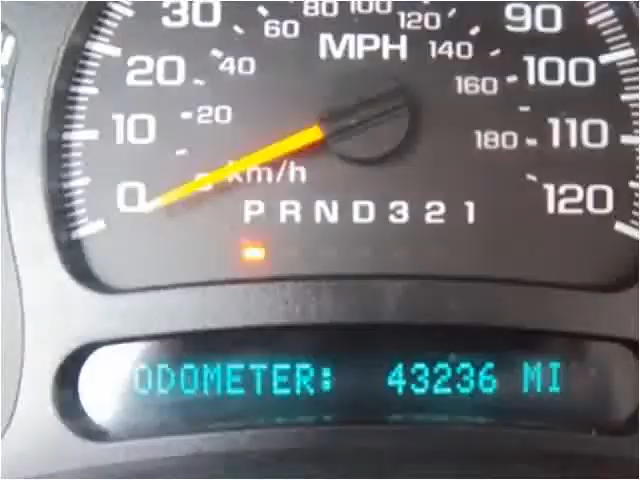 80 100
30 60 120 90
MPH 140
20 40 160 100
10 20 180 110
0 0 km/h 120
P R N D 3 2 1
ODOMETER: 43236 MI